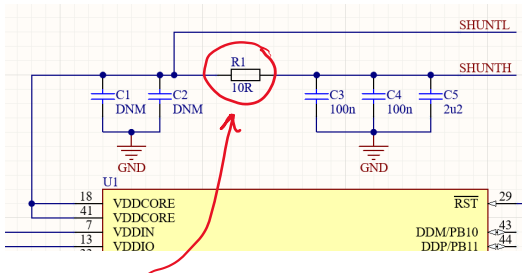 SHUNTL
R1
SHUNTH
10R
C1
DNM
C2
DNM
C3
100n
C4
100n
C5
2u2
GND
GND
U1
18
VDDCORE
RST
29
41
VDDCORE
7
VDDIN
DDM/PB10
43
13
VDDIO
DDP/PB11
44